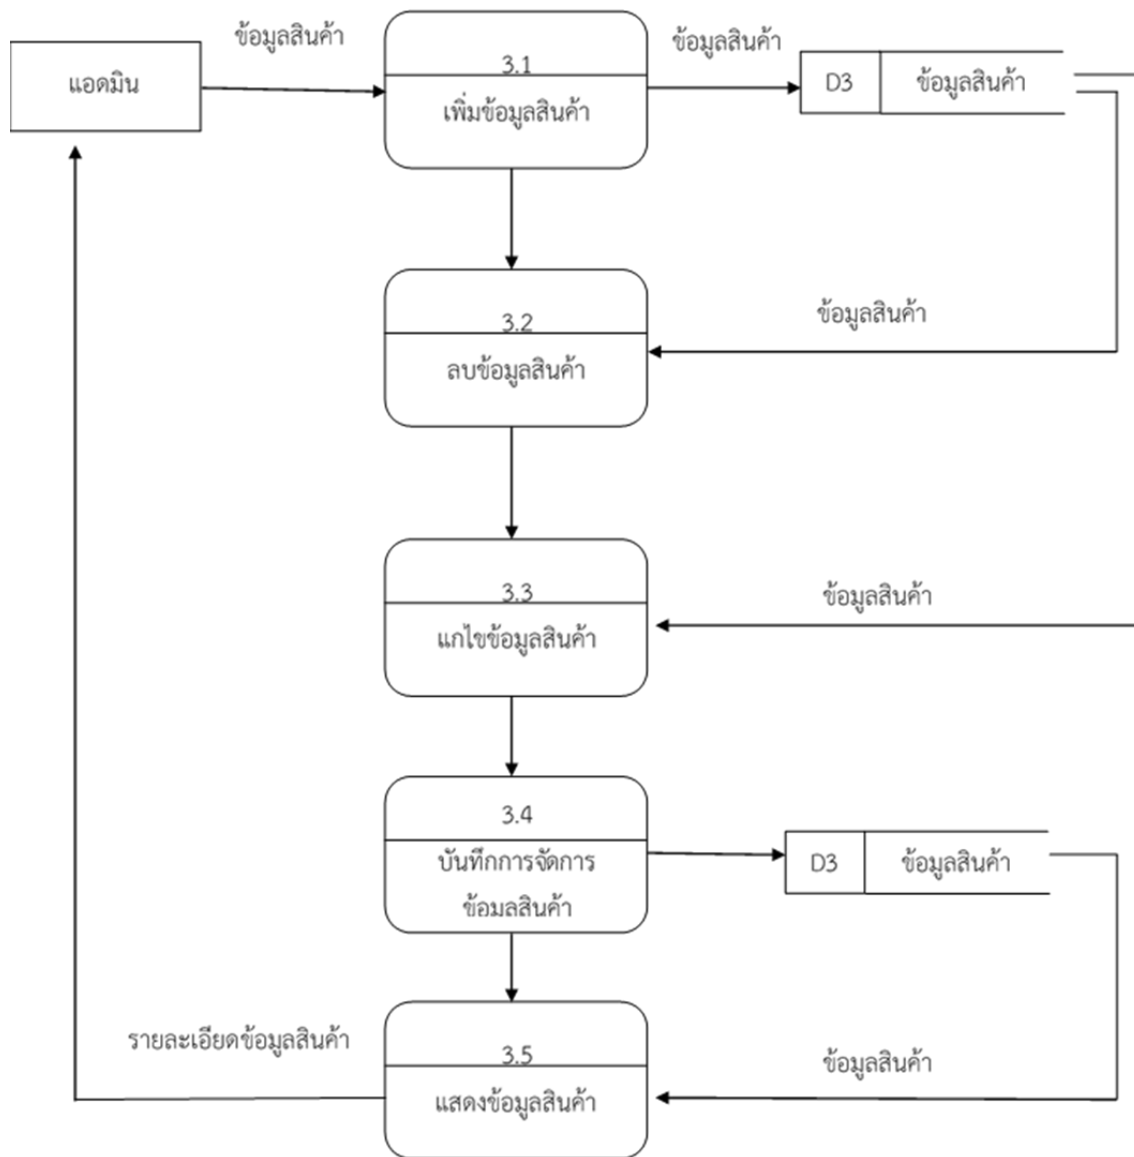 ข้อมูลสินค้า
ข้อมูลสินค้า
แอดมิน
3.1
เพิ่มข้อมูลสินค้า
D3
ข้อมูลสินค้า
ข้อมูลสินค้า
3.2
ลบข้อมูลสินค้า
ข้อมูลสินค้า
3.3
แกไขข้อมูลสินค้า
3.4
บันทึกการจัดการ
ข้อมลสินค้า
D3
ข้อมูลสินค้า
รายละเอียดข้อมูลสินค้า
3.5
แสดงข้อมูลสินค้า
ข้อมูลสินค้า